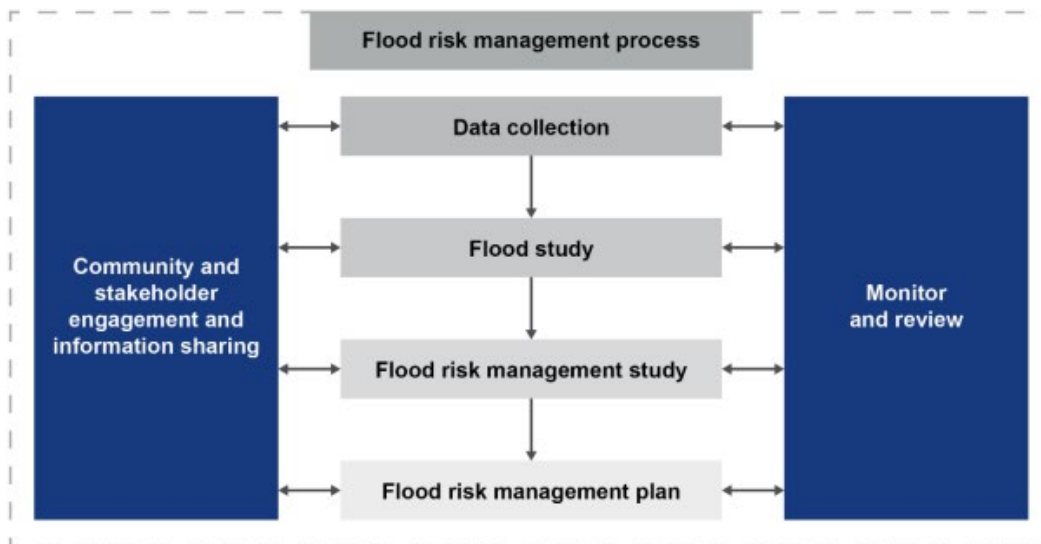 Flood risk management process
Data collection
Flood study
Community and
stakeholder
engagement and
information sharing
Monitor
and review
Flood risk management study
Flood risk management plan